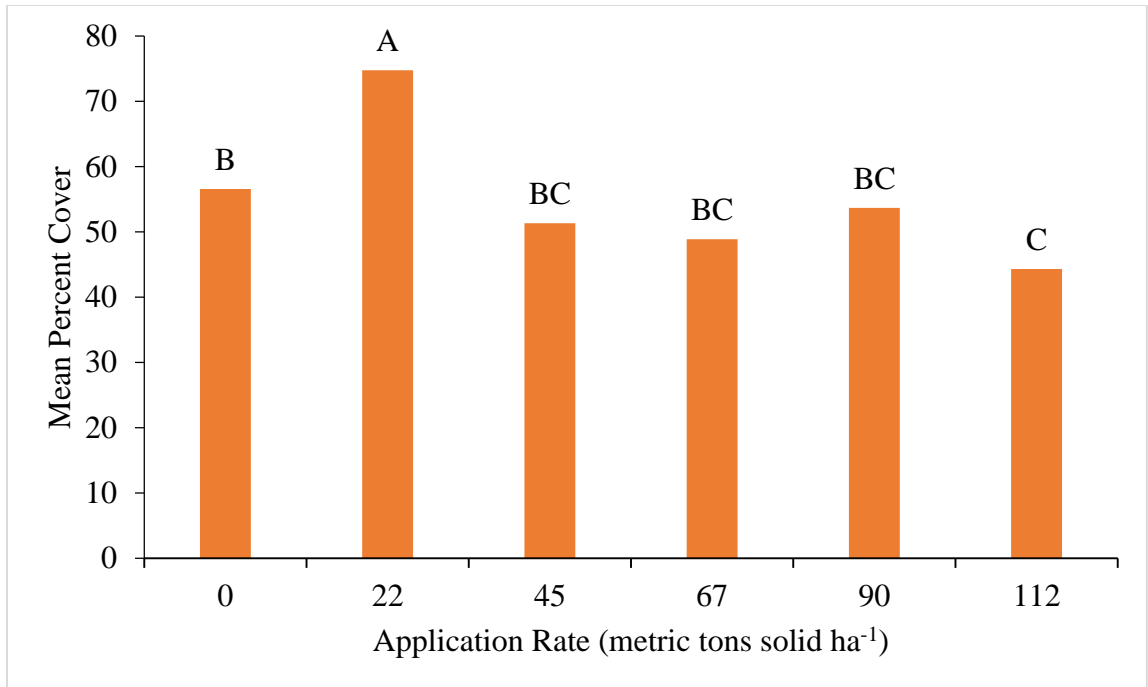 80
70
60
50
40
30
20
10
0
Mean Percent Cover
B
A
BC
BC
BC
C
0 22 45 67 90 112
Application Rate (metric tons solid ha⁻¹)